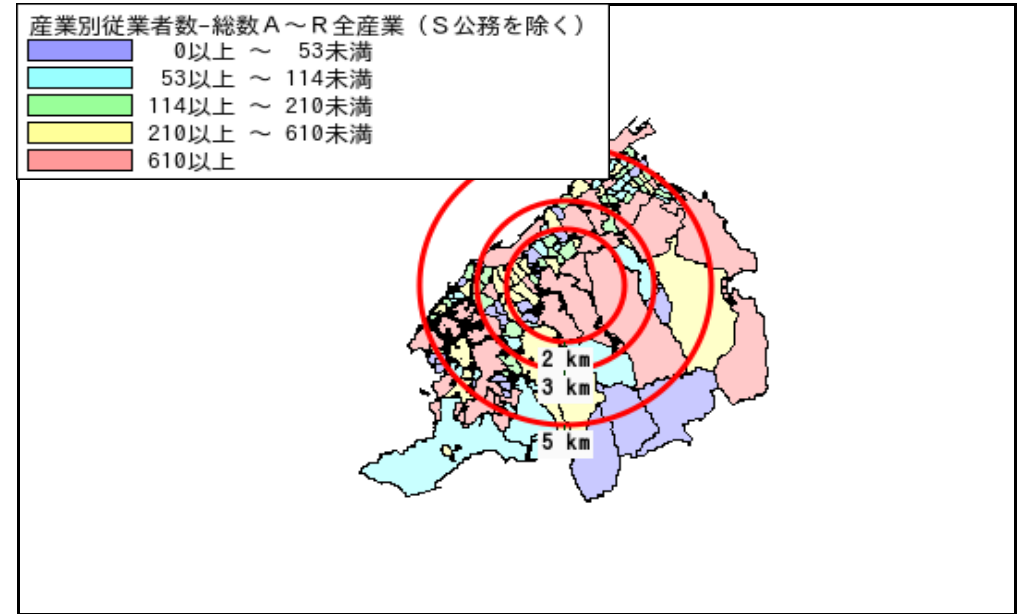 産業別従業者数−総数Ａ～Ｒ全産業（Ｓ公務を除く）
0以上 ～ 53未満
53以上 ～ 114未満
114以上 ～ 210未満
210以上 ～ 610未満
610以上
2 km
3 km
5 km